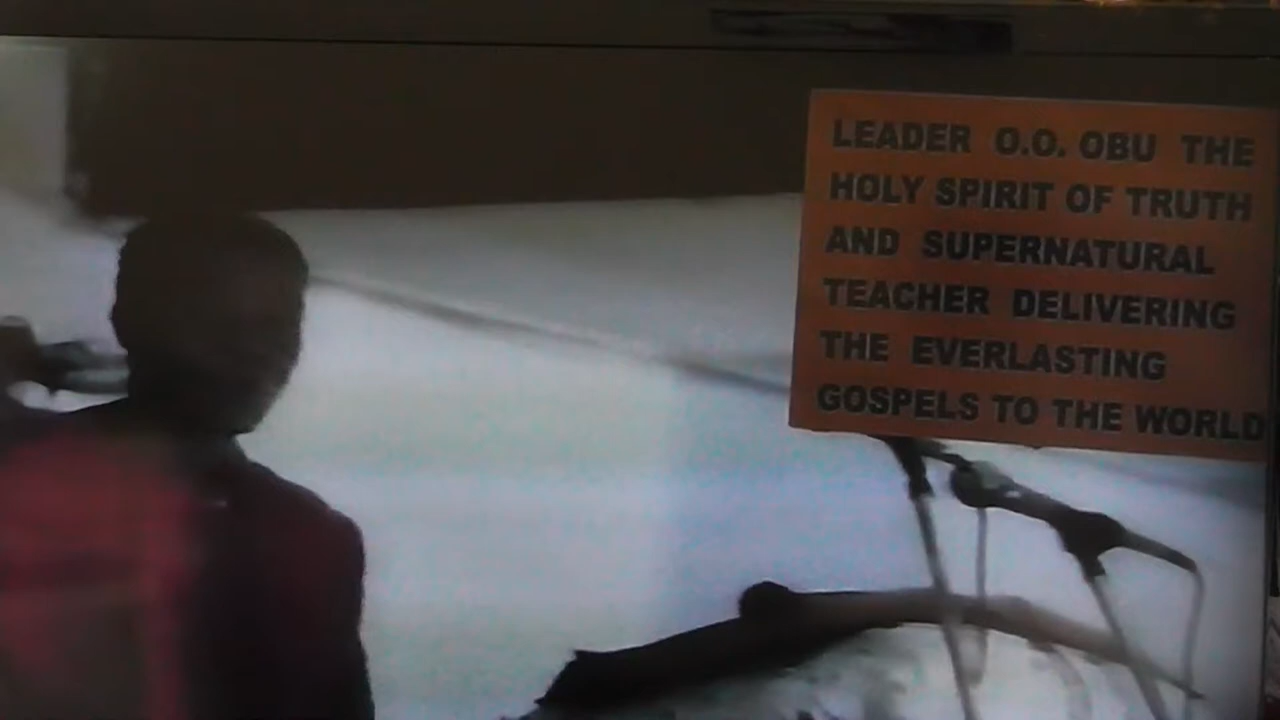 LEADER O.O. OBU THE
HOLY SPIRIT OF TRUTH
AND SUPERNATURAL
TEACHER DELIVERING
THE EVERLASTING
GOSPELS TO THE WORLD